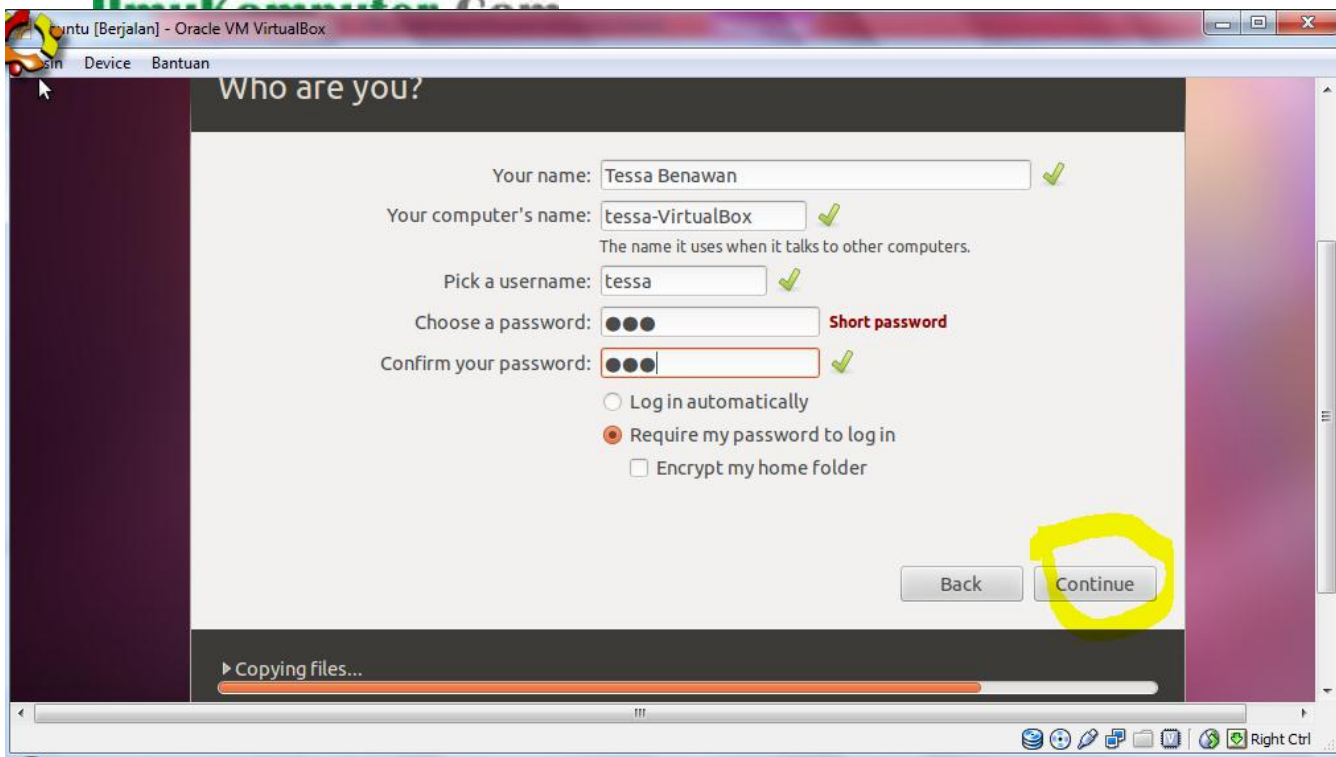 IlmuKomputer.Com
untu [Berjalan] - Oracle VM VirtualBox
sin Device Bantuan
Who are you?
Your name: Tessa Benawan
Your computer's name: tessa-VirtualBox
The name it uses when it talks to other computers.
Pick a username: tessa
Choose a password: ●●● Short password
Confirm your password: ●●●
Log in automatically
Require my password to log in
Encrypt my home folder
Back Continue
Copying files...
Right Ctrl